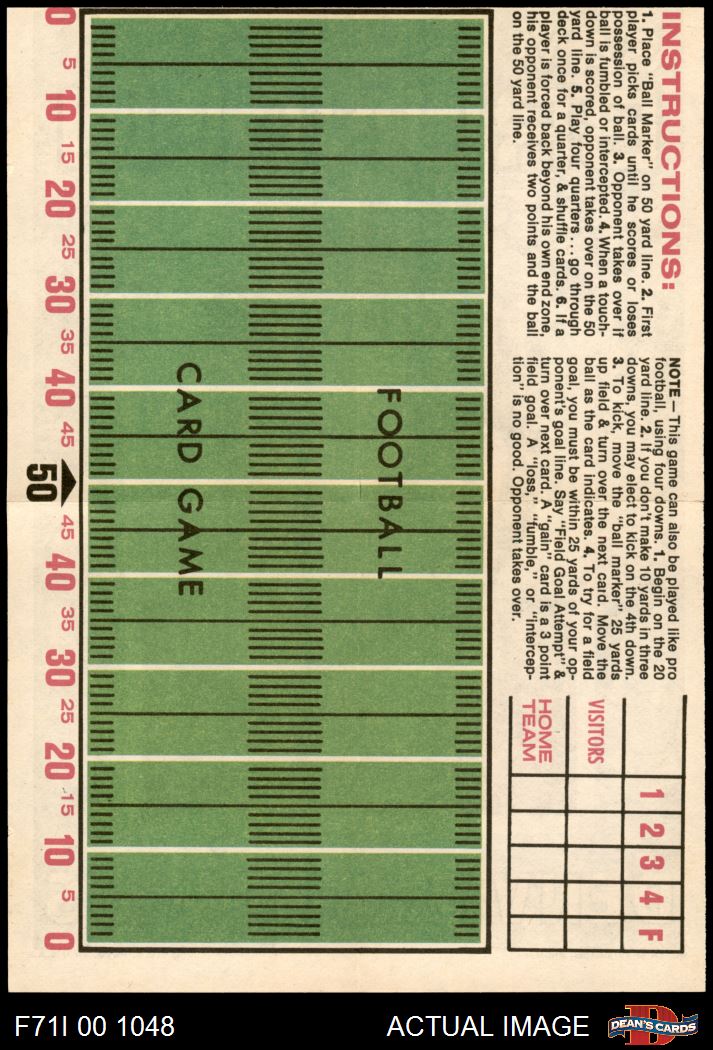 INSTRUCTIONS:
1. Place "Ball Marker" on 50 yard line. 2. First
player picks cards until he scores or loses
possession of ball. 3. Opponent takes over if
ball is fumbled or intercepted. 4. When a touch-
down is scored, opponent takes over on the 50
yard line. 5. Play four quarters...go through
deck once for a quarter, & shuffle cards. 6. If a
player is forced back beyond his own end zone,
his opponent receives two points and the ball
on the 50 yard line.
NOTE—This game can also be played like pro
football, using four downs. 1. Begin on the 20
yard line. 2. If you don't make 10 yards in three
downs, you may elect to kick on the 4th down.
3. To kick, move the "ball marker" 25 yards
up field & turn over the next card. Move the
ball as the card indicates. 4. To try for a field
goal, you must be within 25 yards of your op-
ponent's goal line. Say "Field Goal Attempt" &
turn over next card. A "gain" card is a 3 point
field goal. A "loss," "fumble," or "intercep-
tion" is no good. Opponent takes over.
1 2 3 4 F
VISITORS
HOME
TEAM
FOOTBALL
CARD GAME
0 5 10 15 20 25 30 35 40 45 50 45 40 35 30 25 20 15 10 5 0
F71I 00 1048
ACTUAL IMAGE
D
DEAN'S CARDS